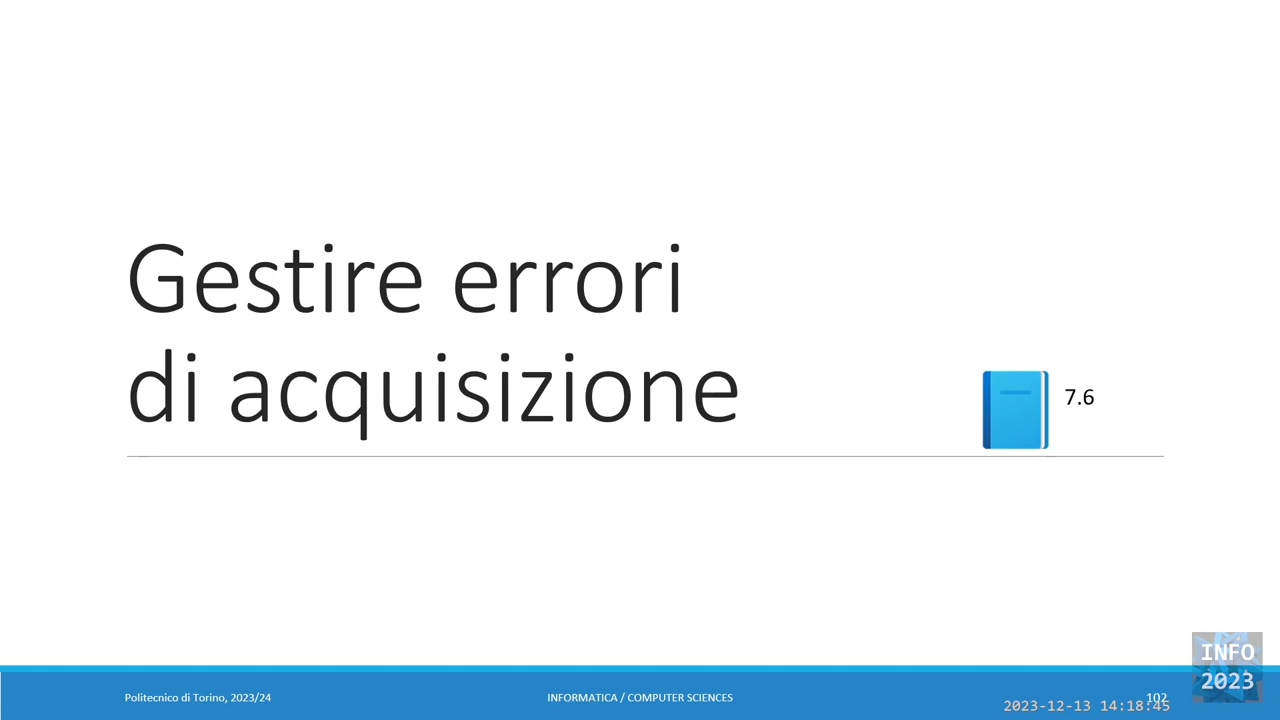 Gestire errori
di acquisizione
7.6
Politecnico di Torino, 2023/24
INFORMATICA / COMPUTER SCIENCES
102
2023-12-13 14:18:45
INFO
2023